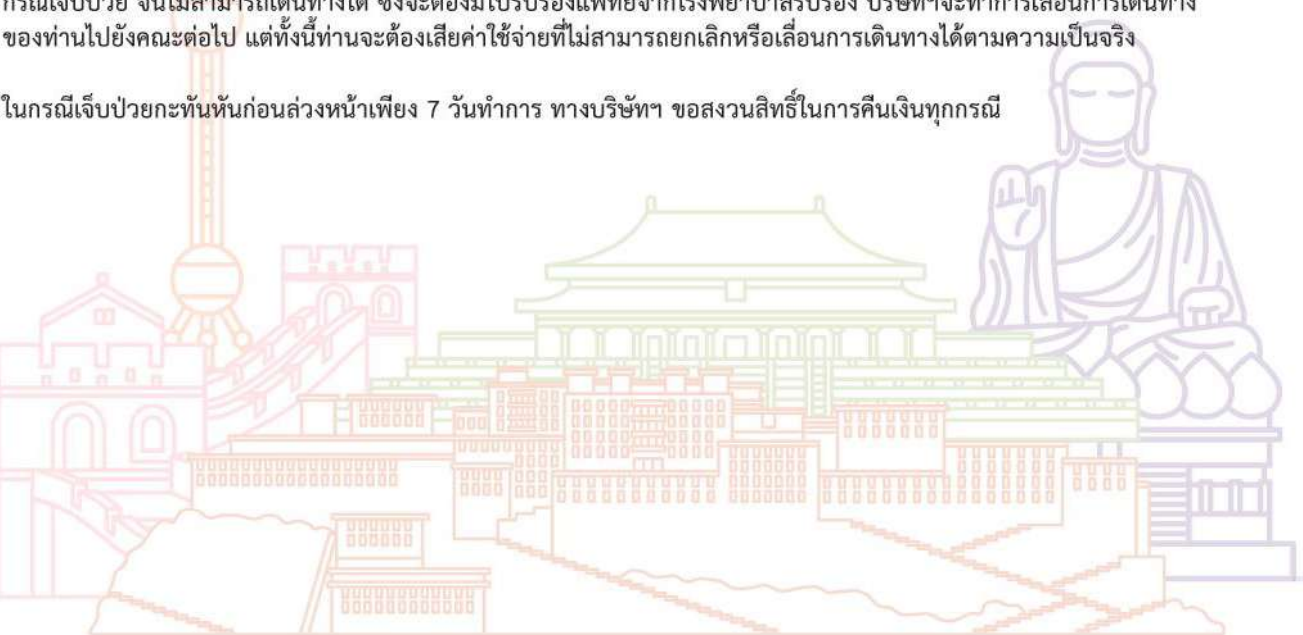 กรณีเจ็บป่วย จนไม่สามารถเดินทางได้ ซึ่งจะต้องมีใบรับรองแพทย์จากโรงพยาบาลรับรอง บริษัทฯจะทำการเลื่อนการเดินทาง
ของท่านไปยังคณะต่อไป แต่ทั้งนี้ท่านจะต้องเสียค่าใช้จ่ายที่ไม่สามารถยกเลิกหรือเลื่อนการเดินทางได้ตามความเป็นจริง
ในกรณีเจ็บป่วยกะทันหันก่อนล่วงหน้าเพียง 7 วันทำการ ทางบริษัทฯ ขอสงวนสิทธิ์ในการคืนเงินทุกกรณี